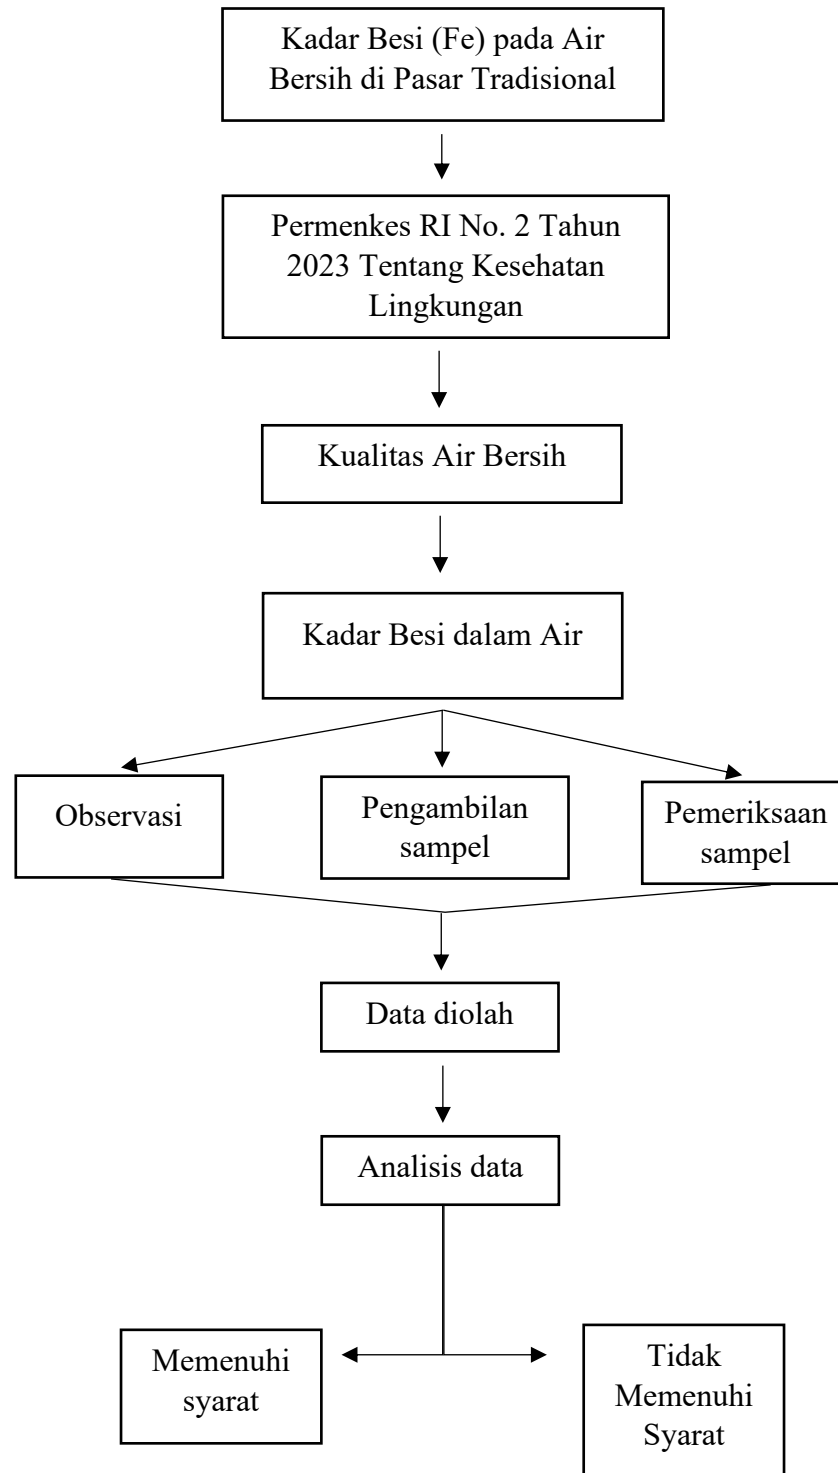 Kadar Besi (Fe) pada Air
Bersih di Pasar Tradisional
Permenkes RI No. 2 Tahun
2023 Tentang Kesehatan
Lingkungan
Kualitas Air Bersih
Kadar Besi dalam Air
Observasi
Pengambilan
sampel
Pemeriksaan
sampel
Data diolah
Analisis data
Memenuhi
syarat
Tidak
Memenuhi
Syarat